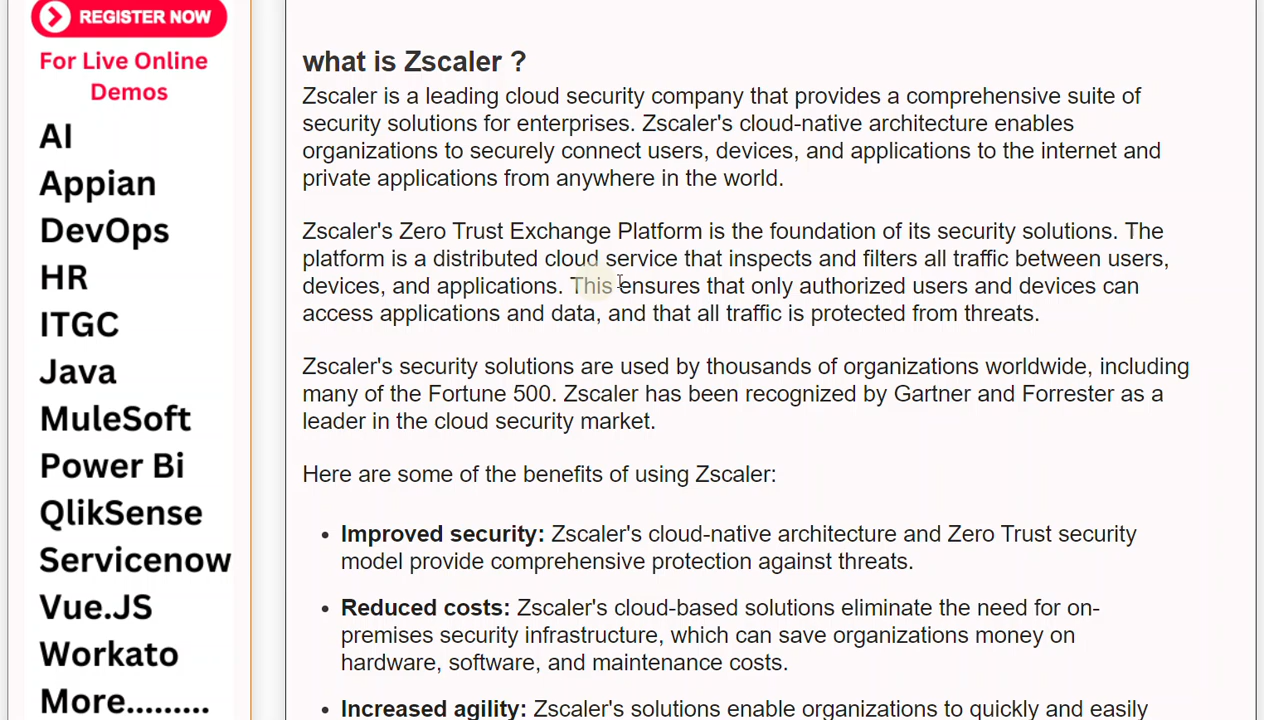 REGISTER NOW
For Live Online
Demos
AI
Appian
DevOps
HR
ITGC
Java
MuleSoft
Power Bi
QlikSense
Servicenow
Vue.JS
Workato
More.........
what is Zscaler ?
Zscaler is a leading cloud security company that provides a comprehensive suite of
security solutions for enterprises. Zscaler's cloud-native architecture enables
organizations to securely connect users, devices, and applications to the internet and
private applications from anywhere in the world.
Zscaler's Zero Trust Exchange Platform is the foundation of its security solutions. The
platform is a distributed cloud service that inspects and filters all traffic between users,
devices, and applications. This ensures that only authorized users and devices can
access applications and data, and that all traffic is protected from threats.
Zscaler's security solutions are used by thousands of organizations worldwide, including
many of the Fortune 500. Zscaler has been recognized by Gartner and Forrester as a
leader in the cloud security market.
Here are some of the benefits of using Zscaler:
• Improved security: Zscaler's cloud-native architecture and Zero Trust security
model provide comprehensive protection against threats.
• Reduced costs: Zscaler's cloud-based solutions eliminate the need for on-
premises security infrastructure, which can save organizations money on
hardware, software, and maintenance costs.
• Increased agility: Zscaler's solutions enable organizations to quickly and easily